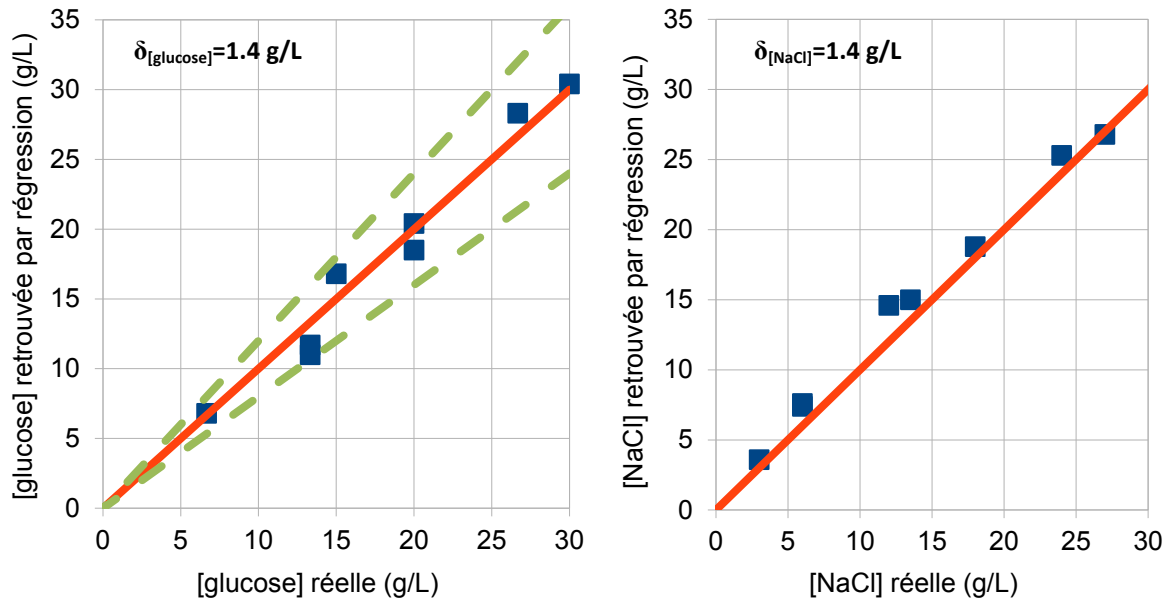 δ[glucose]=1.4 g/L
[glucose] retrouvée par régression (g/L)
35
30
25
20
15
10
5
0
0 5 10 15 20 25 30
[glucose] réelle (g/L)
δ[NaCl]=1.4 g/L
[NaCl] retrouvée par régression (g/L)
35
30
25
20
15
10
5
0
0 5 10 15 20 25 30
[NaCl] réelle (g/L)